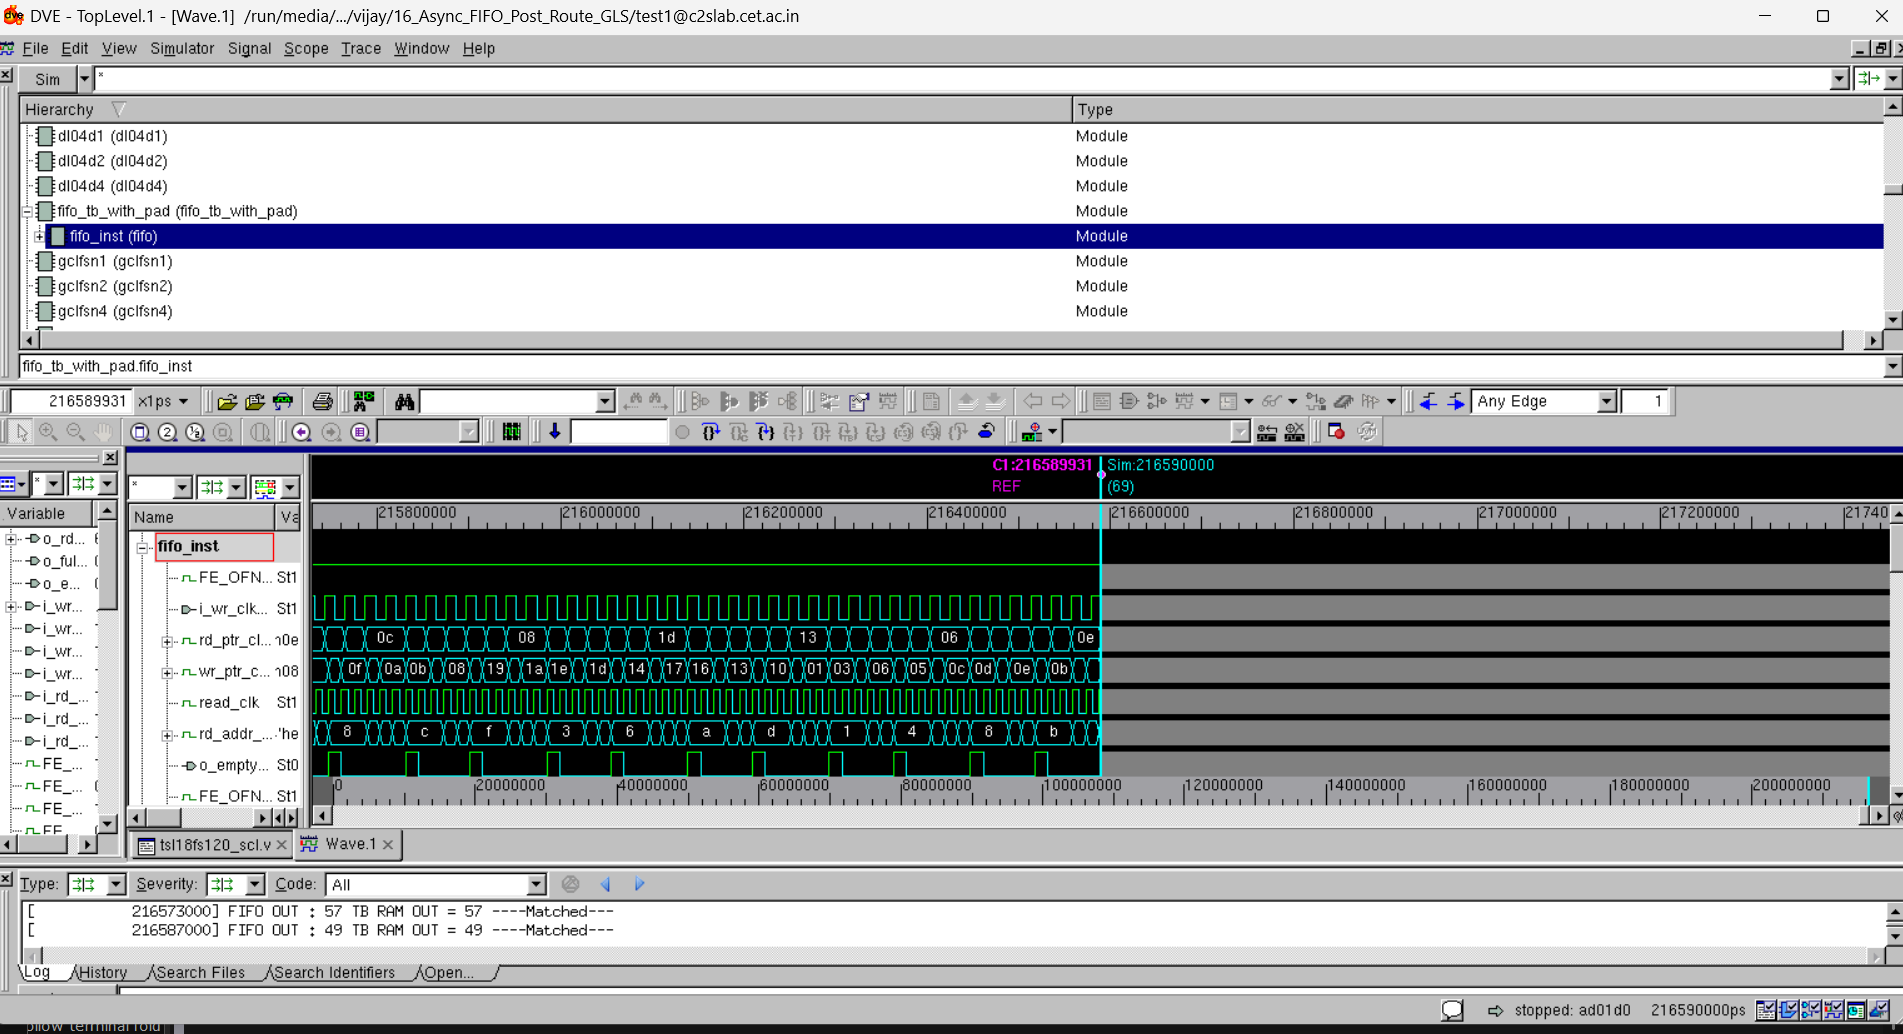 DVE - TopLevel.1 - [Wave.1]  /run/media/.../vijay/16_Async_FIFO_Post_Route_GLS/test1@c2slab.cet.ac.in
File Edit View Simulator Signal Scope Trace Window Help
Sim *
Hierarchy Type
dl04d1 (dl04d1) Module
dl04d2 (dl04d2) Module
dl04d4 (dl04d4) Module
fifo_tb_with_pad (fifo_tb_with_pad) Module
fifo_inst (fifo) Module
gclfsn1 (gclfsn1) Module
gclfsn2 (gclfsn2) Module
gclfsn4 (gclfsn4) Module
fifo_tb_with_pad.fifo_inst
216589931 x1ps Any Edge 1
C1:216589931 Sim:216590000
REF (69)
* *
Variable Name Va 215800000 216000000 216200000 216400000 216600000 216800000 217000000 217200000 21740
o_rd...
fifo_inst
o_ful...
FE_OFN... St1
o_e...
i_wr...
i_wr_clk... St1
i_wr...
rd_ptr_cl... 0c 08 1d 13 06 0e
i_wr...
wr_ptr_c... 0f 0a 0b 08 19 1a 1e 1d 14 17 16 13 10 01 03 06 05 0c 0d 0e 0b
i_wr...
i_rd_...
read_clk St1
i_rd_...
rd_addr_... 'he 8 c f 3 6 a d 1 4 8 b
i_rd_...
FE_...
o_empty... St0
FE_...
FE_OFN... St1
0 20000000 40000000 60000000 80000000 100000000 120000000 140000000 160000000 180000000 200000000
FE_...
FE
tsl18fs120_scl.v Wave.1
Type: Severity: Code: All
[ 216573000] FIFO OUT : 57 TB RAM OUT = 57 ----Matched---
[ 216587000] FIFO OUT : 49 TB RAM OUT = 49 ----Matched---
Log History Search Files Search Identifiers Open...
stopped: ad01d0 216590000ps